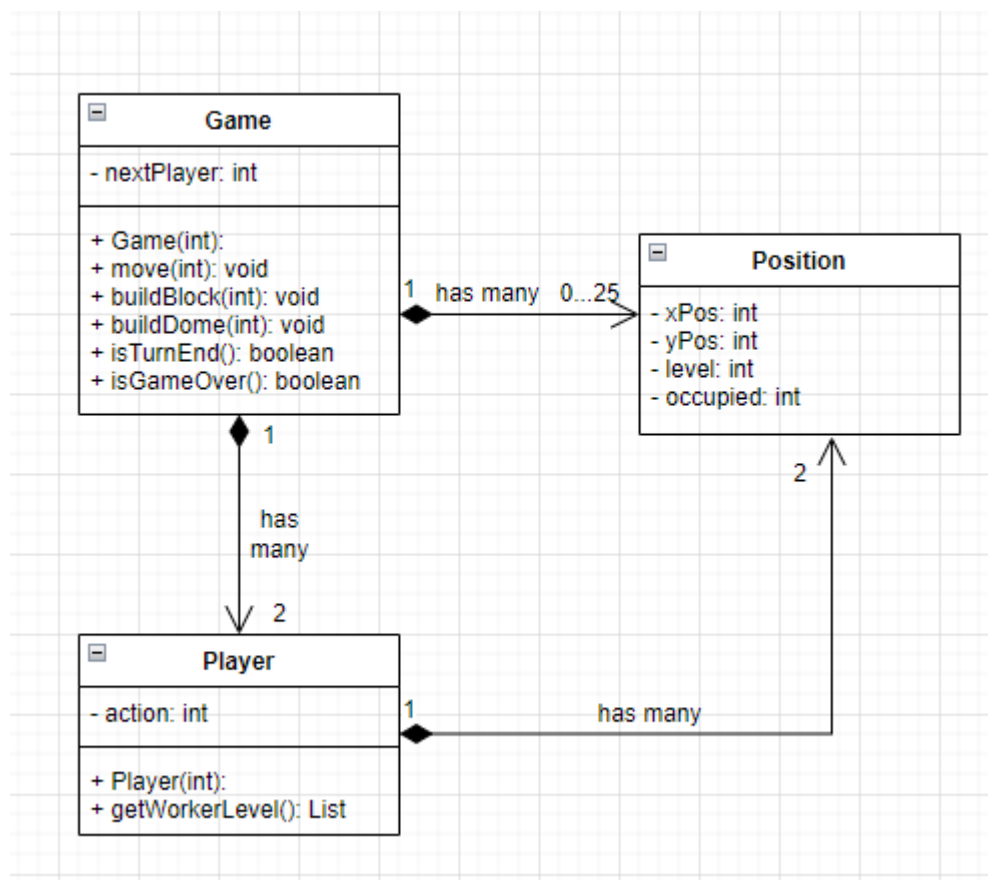 Game
- nextPlayer: int
+ Game(int):
+ move(int): void
+ buildBlock(int): void
+ buildDome(int): void
+ isTurnEnd(): boolean
+ isGameOver(): boolean
1 has many 0...25
Position
- xPos: int
- yPos: int
- level: int
- occupied: int
1
has
many
2
2
Player
- action: int
+ Player(int):
+ getWorkerLevel(): List
1 has many